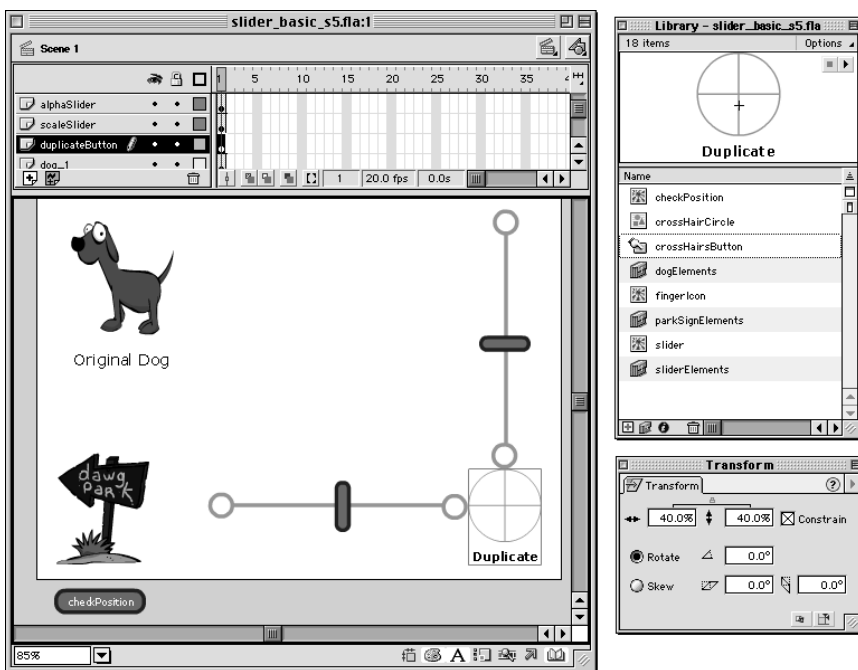 slider_basic_s5.fla:1
Scene 1
1 5 10 15 20 25 30 35 4
alphaSlider
scaleSlider
duplicateButton
dog_1
1 20.0 fps 0.0s
Original Dog
dawg
PaRK
Duplicate
checkPosition
85%
A
Library - slider_basic_s5.fla
18 items Options
Duplicate
Name
checkPosition
crossHairCircle
crossHairsButton
dogElements
fingerIcon
parkSignElements
slider
sliderElements
Transform
Transform ?
40.0% 40.0% Constrain
Rotate 0.0°
Skew 0.0° 0.0°